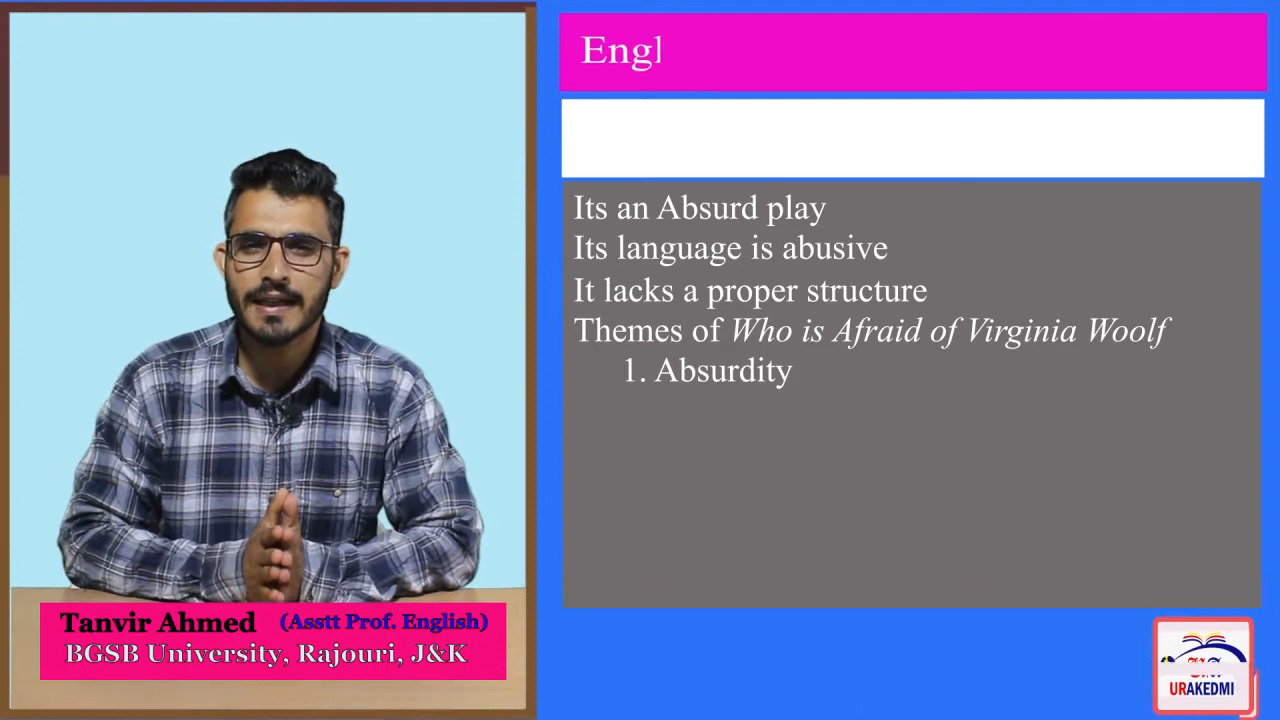 Engl
Its an Absurd play
Its language is abusive
It lacks a proper structure
Themes of Who is Afraid of Virginia Woolf
1. Absurdity
Tanvir Ahmed (Asstt Prof. English)
BGSB University, Rajouri, J&K
URAKEDMI